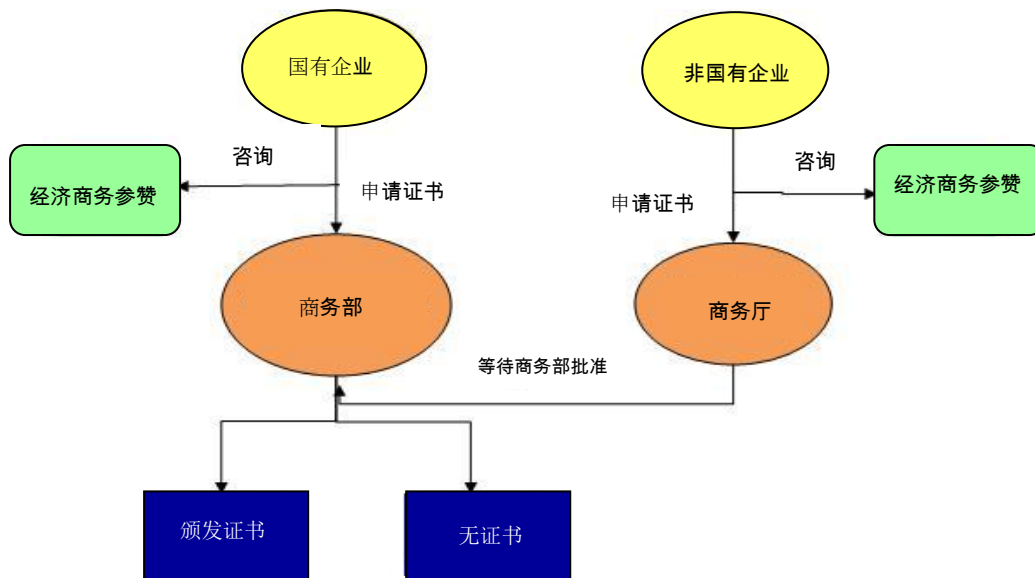 国有企业
非国有企业
咨询
咨询
经济商务参赞
申请证书
申请证书
经济商务参赞
商务部
商务厅
等待商务部批准
颁发证书
无证书